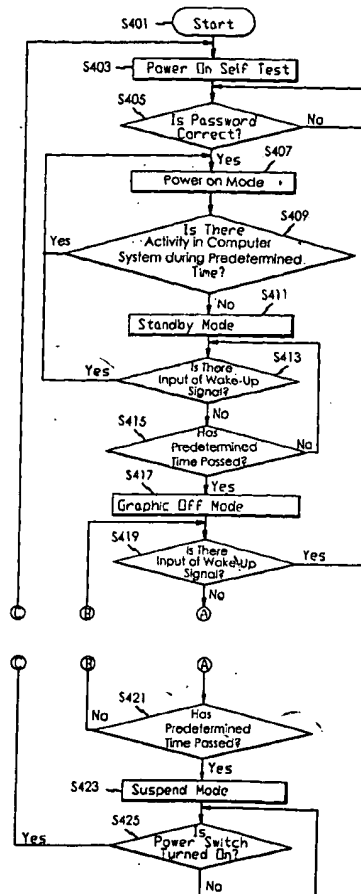 S401
Start
S403
Power On Self Test
S405
Is Password
Correct?
No
Yes
S407
Power on Mode
S409
Is There
Activity in Computer
System during Predetermined
Time?
Yes
No
S411
Standby Mode
S413
Is There
Input of Wake-Up
Signal?
Yes
No
S415
Has
Predetermined
Time Passed?
No
Yes
S417
Graphic Off Mode
S419
Is There
Input of Wake-Up
Signal?
Yes
No
C
B
A
C
B
A
S421
Has
Predetermined
Time Passed?
No
Yes
S423
Suspend Mode
S425
Is
Power Switch
Turned On?
Yes
No